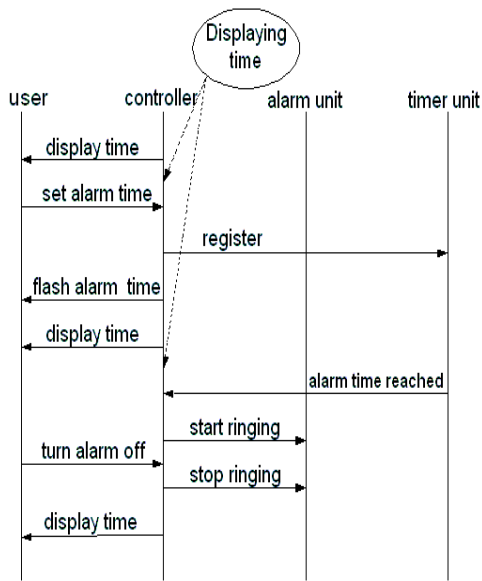 Displaying
time
user
controller
alarm unit
timer unit
display time
set alarm time
register
flash alarm time
display time
alarm time reached
start ringing
turn alarm off
stop ringing
display time